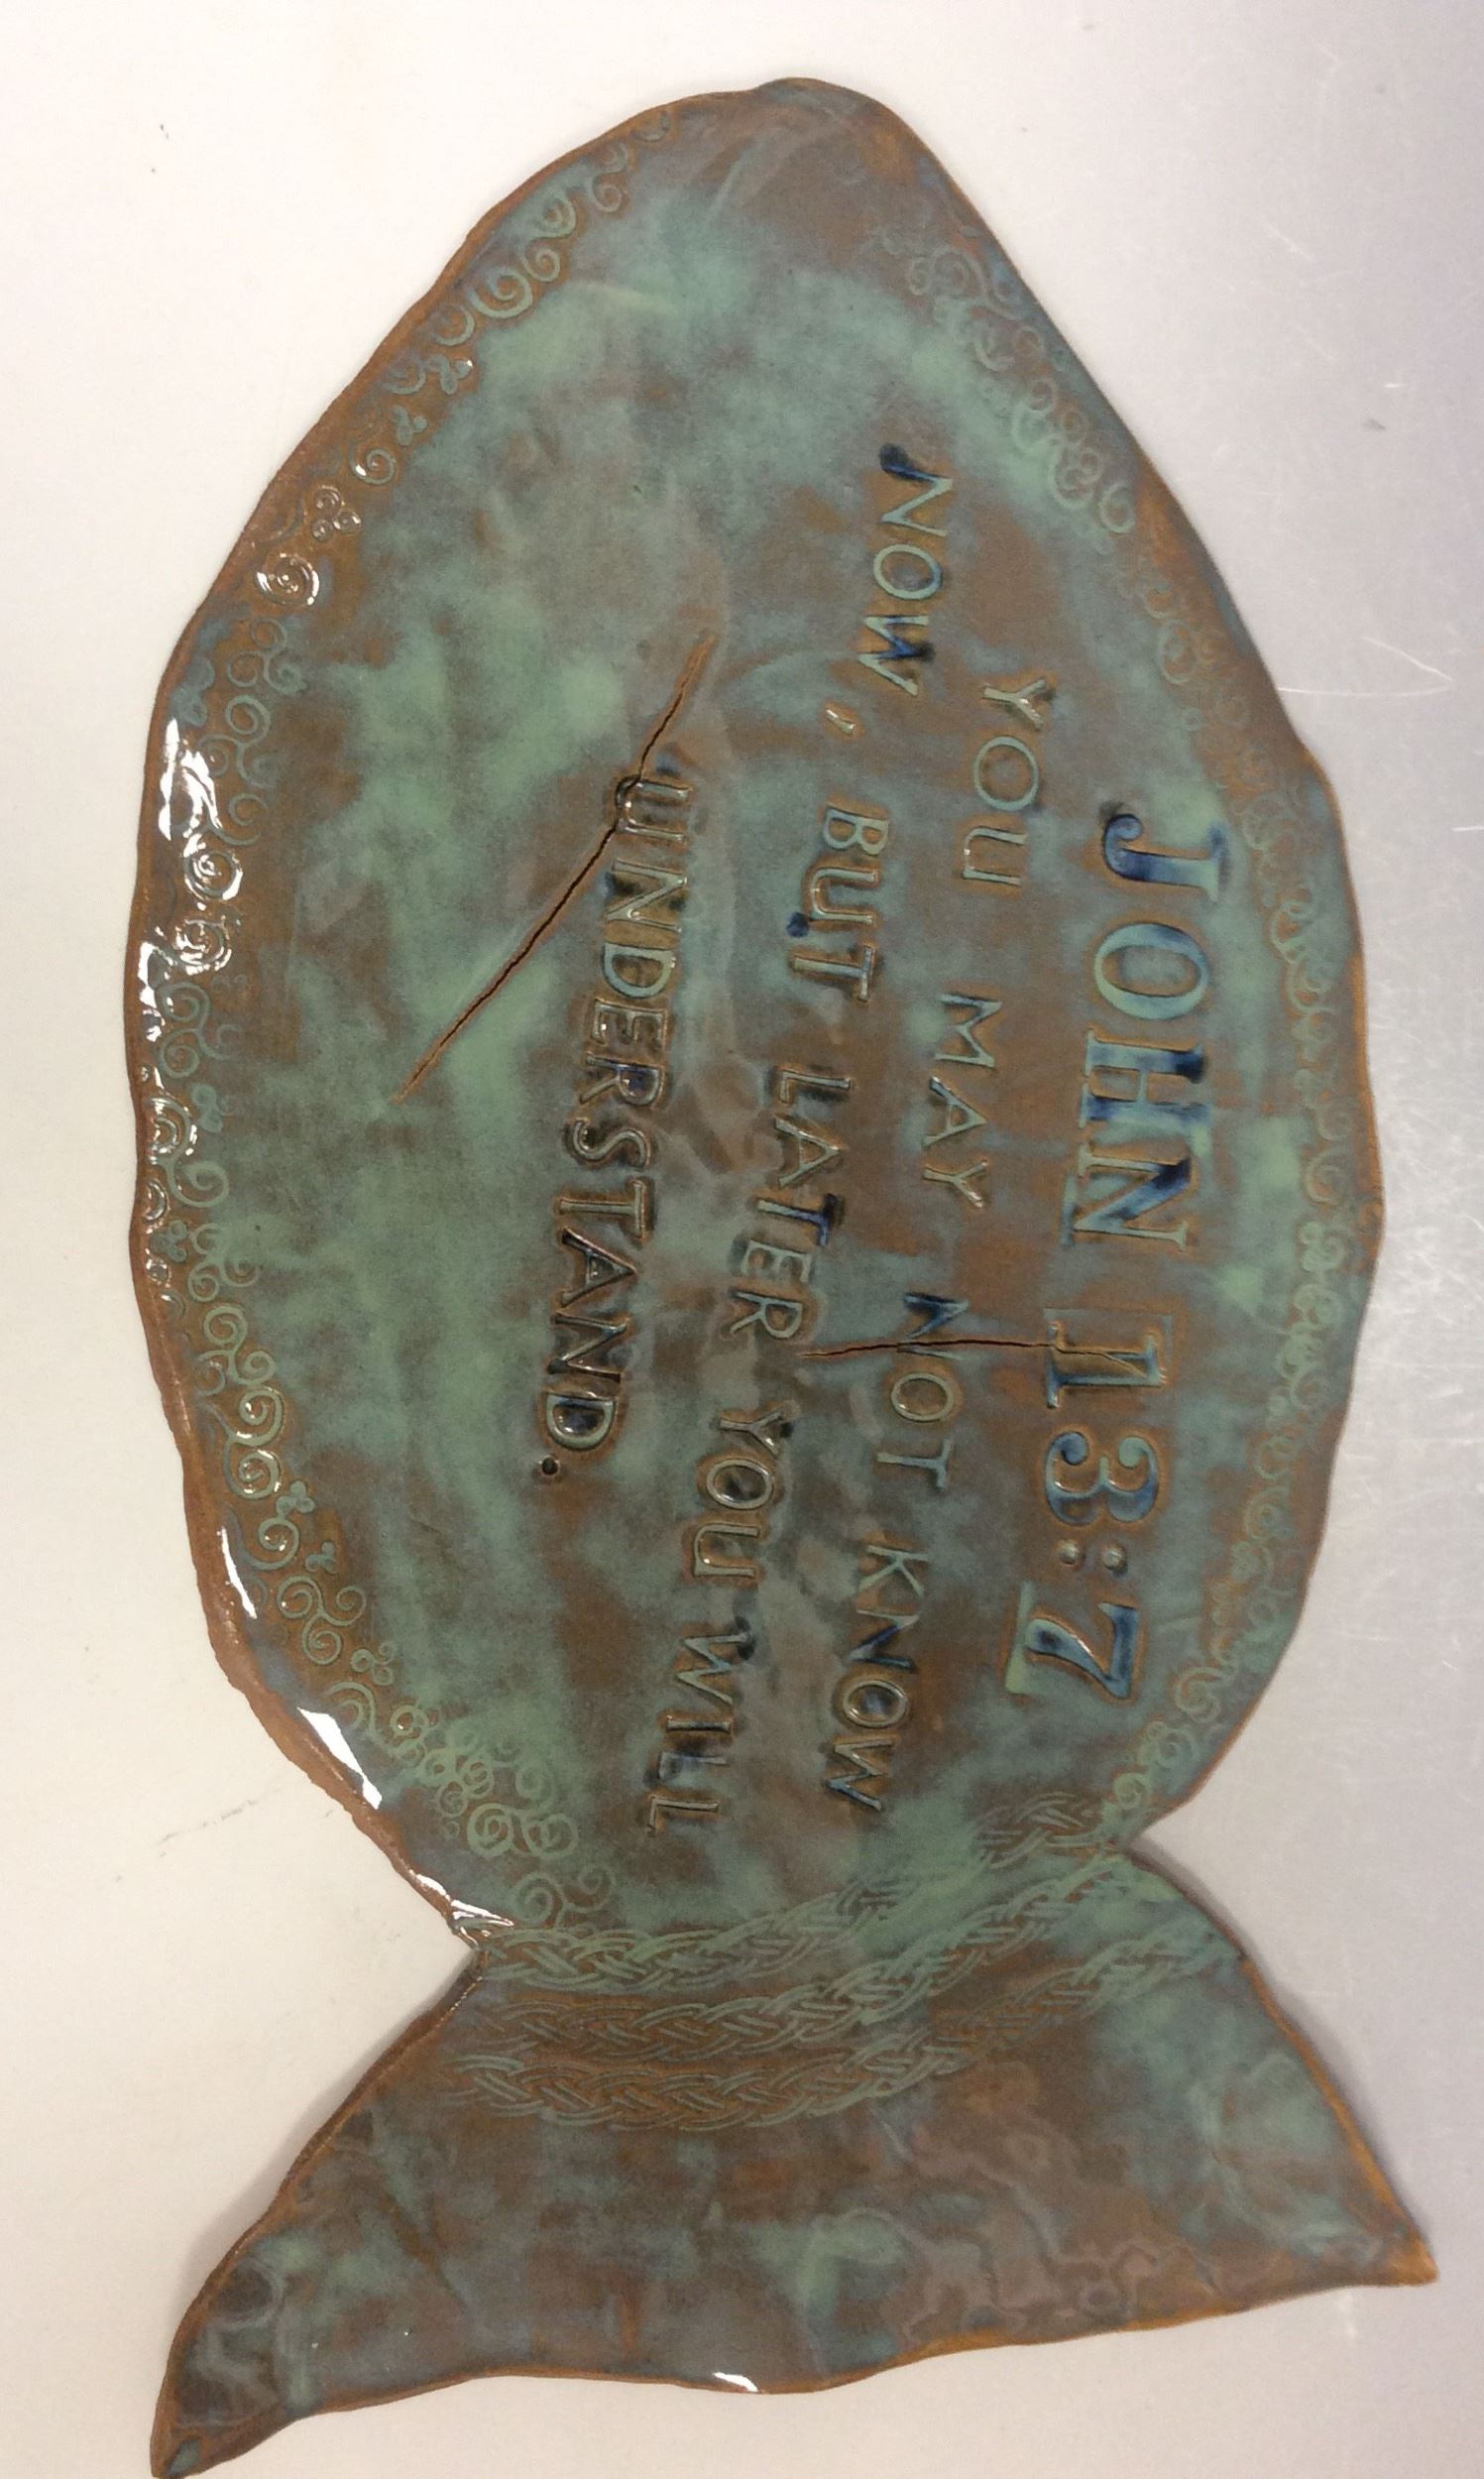 JOHN 13:7
YOU MAY NOT KNOW
NOW, BUT LATER YOU WILL
UNDERSTAND.